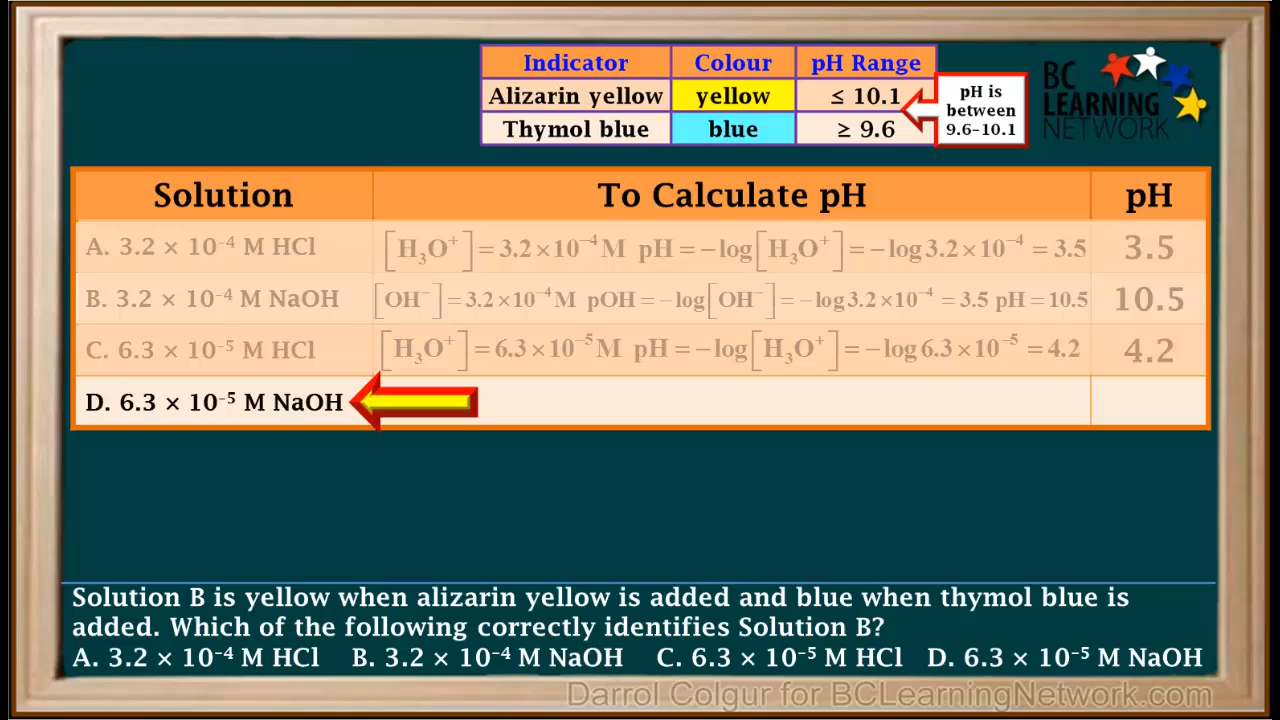 Indicator Colour pH Range
Alizarin yellow yellow ≤ 10.1
Thymol blue blue ≥ 9.6
pH is
between
9.6–10.1
BC
LEARNING
NETWORK
Solution To Calculate pH pH
A. 3.2 × 10⁻⁴ M HCl [H₃O⁺] = 3.2×10⁻⁴ M pH = −log[H₃O⁺] = −log 3.2×10⁻⁴ = 3.5 3.5
B. 3.2 × 10⁻⁴ M NaOH [OH⁻] = 3.2×10⁻⁴ M pOH = −log[OH⁻] = −log 3.2×10⁻⁴ = 3.5 pH = 10.5 10.5
C. 6.3 × 10⁻⁵ M HCl [H₃O⁺] = 6.3×10⁻⁵ M pH = −log[H₃O⁺] = −log 6.3×10⁻⁵ = 4.2 4.2
D. 6.3 × 10⁻⁵ M NaOH
Solution B is yellow when alizarin yellow is added and blue when thymol blue is
added. Which of the following correctly identifies Solution B?
A. 3.2 × 10⁻⁴ M HCl B. 3.2 × 10⁻⁴ M NaOH C. 6.3 × 10⁻⁵ M HCl D. 6.3 × 10⁻⁵ M NaOH
Darrol Colgur for BCLearningNetwork.com